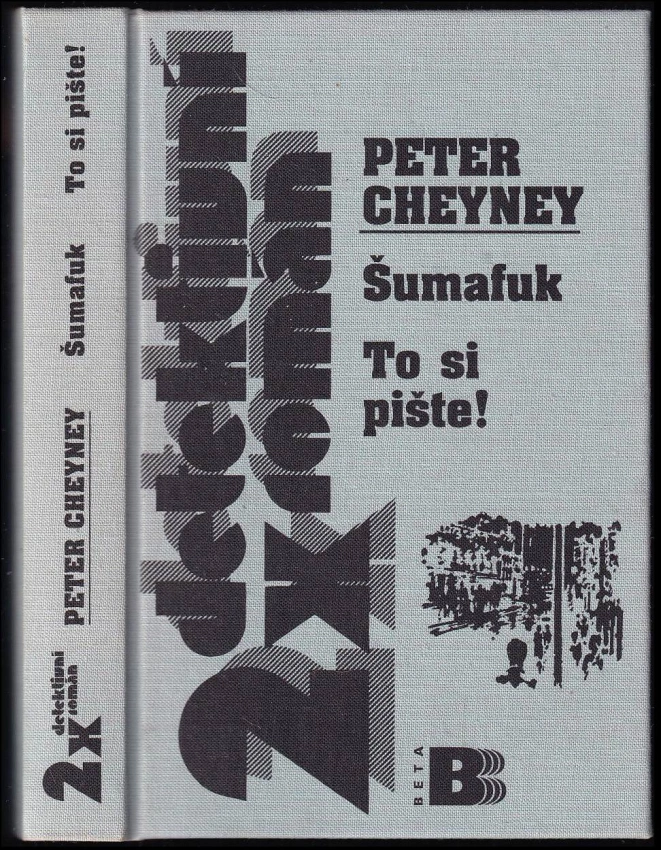 To si pište!
Šumafuk
PETER CHEYNEY
detektivní
román
2x
2x detektivní
román
PETER
CHEYNEY
Šumafuk
To si
pište!
BETA
B